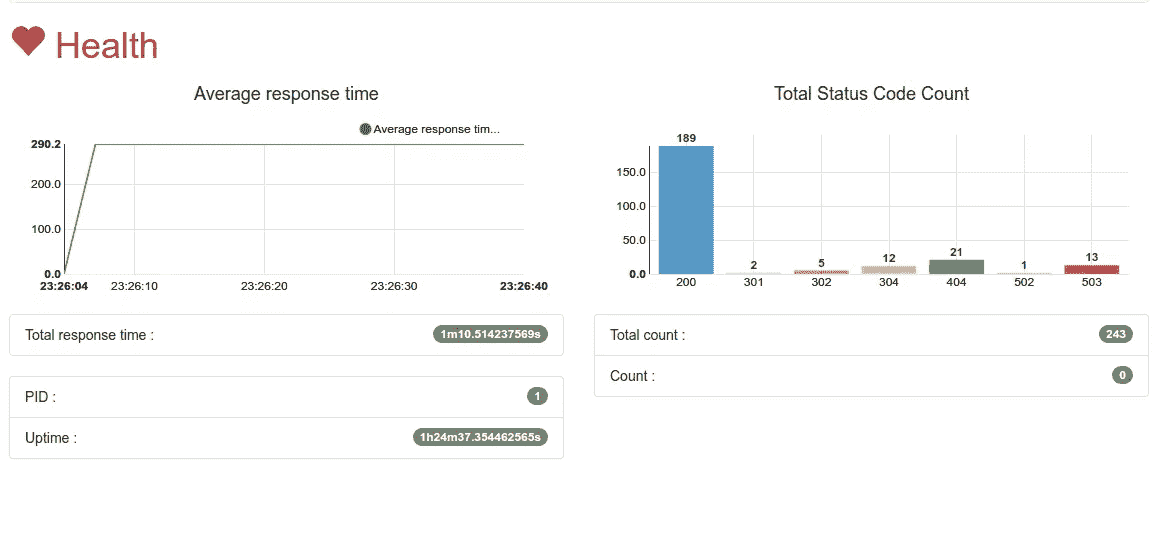 Health
Average response time
Average response tim...
290.2
200.0
100.0
0.0
23:26:04 23:26:10 23:26:20 23:26:30 23:26:40
Total response time : 1m10.514237569s
PID : 1
Uptime : 1h24m37.354462565s
Total Status Code Count
189
150.0
100.0
50.0
0.0
2 5 12 21 1 13
200 301 302 304 404 502 503
Total count : 243
Count : 0